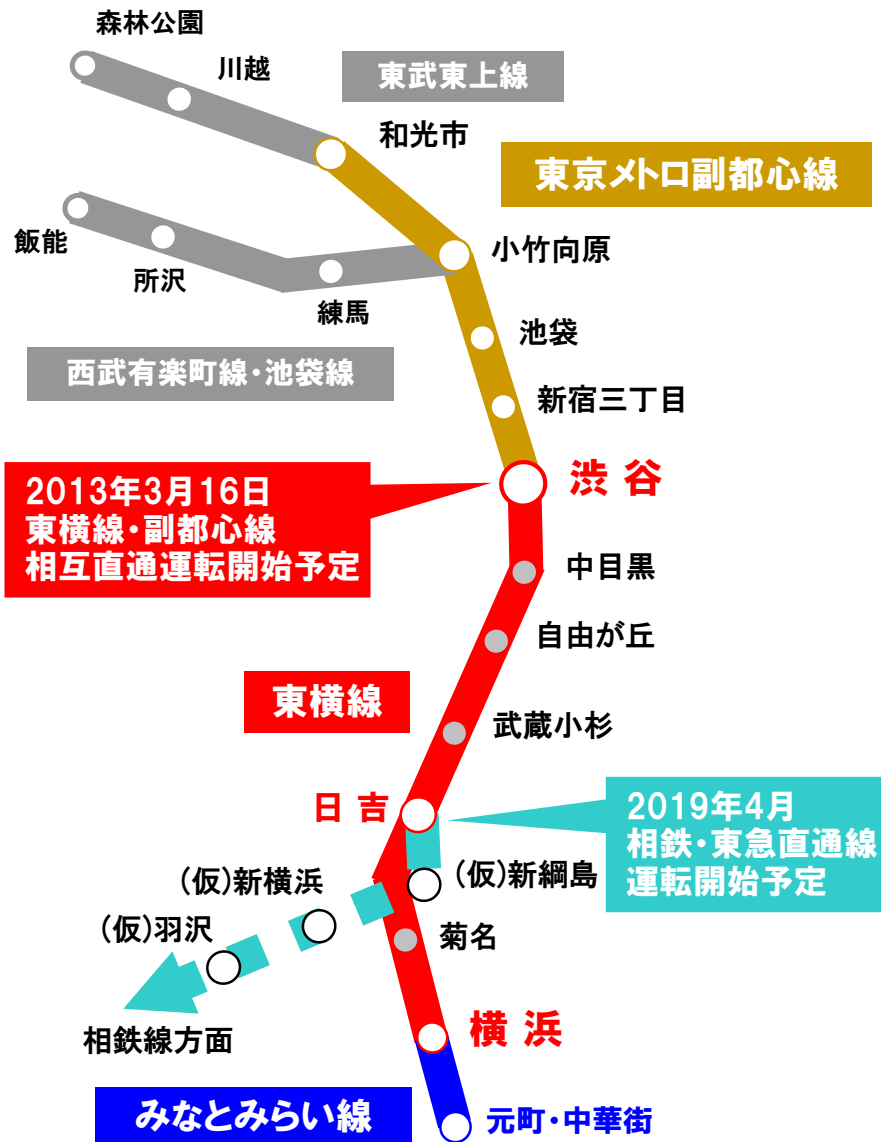 森林公園
川越
東武東上線
和光市
東京メトロ副都心線
飯能
所沢
練馬
小竹向原
西武有楽町線・池袋線
池袋
新宿三丁目
渋谷
2013年3月16日
東横線・副都心線
相互直通運転開始予定
中目黒
自由が丘
東横線
武蔵小杉
日吉
2019年4月
相鉄・東急直通線
運転開始予定
(仮)新綱島
(仮)新横浜
(仮)羽沢
菊名
相鉄線方面
横浜
みなとみらい線
元町・中華街